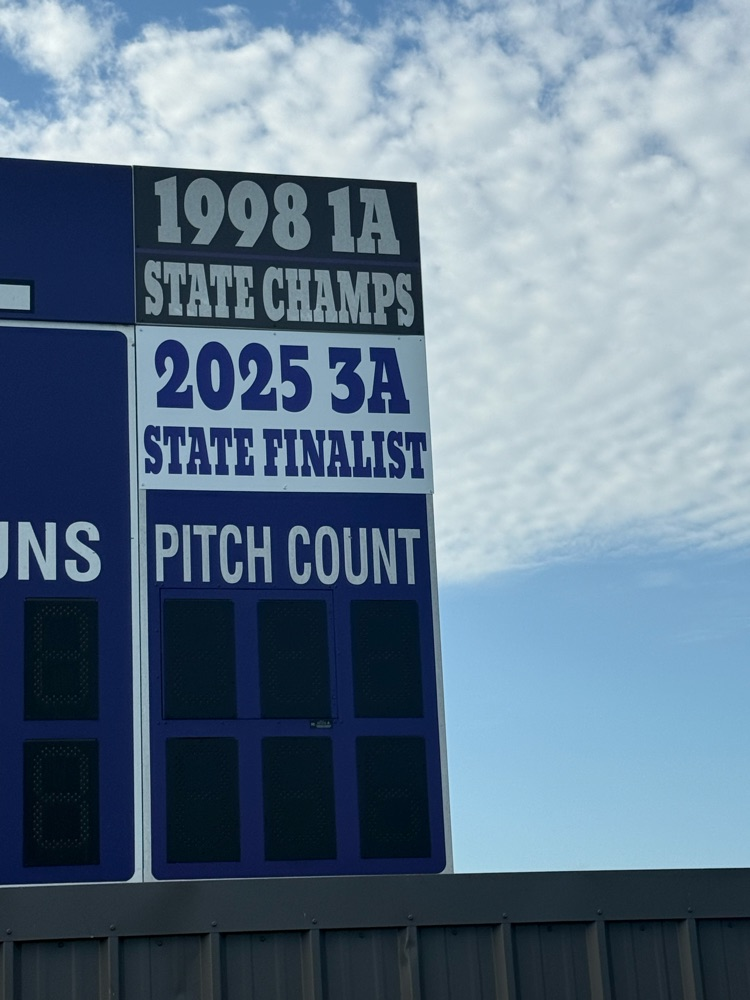 1998 1A
STATE CHAMPS
2025 3A
STATE FINALIST
UNS
PITCH COUNT